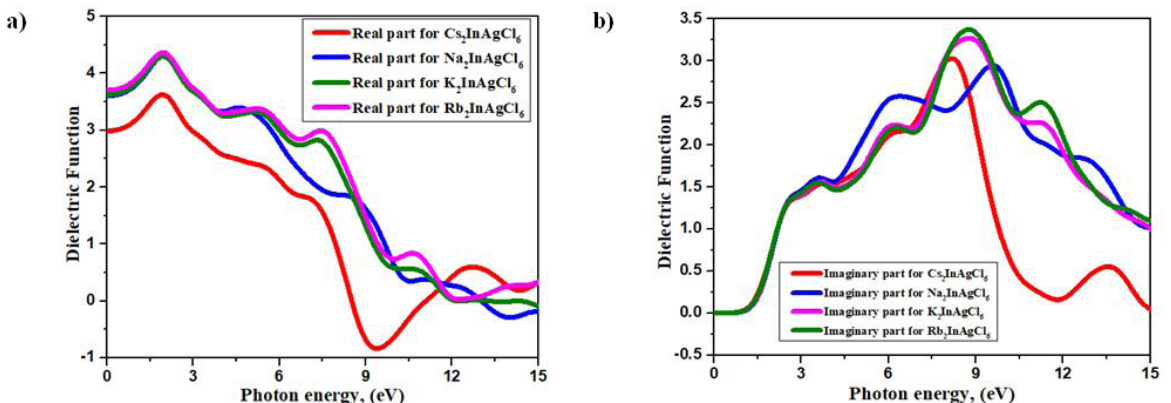 a)
Dielectric Function
5
4
3
2
1
0
-1
0
3
6
9
12
15
Photon energy, (eV)
Real part for Cs₂InAgCl₆
Real part for Na₂InAgCl₆
Real part for K₂InAgCl₆
Real part for Rb₂InAgCl₆
b)
Dielectric Function
3.5
3.0
2.5
2.0
1.5
1.0
0.5
0.0
-0.5
0
3
6
9
12
15
Photon energy, (eV)
Imaginary part for Cs₂InAgCl₆
Imaginary part for Na₂InAgCl₆
Imaginary part for K₂InAgCl₆
Imaginary part for Rb₂InAgCl₆